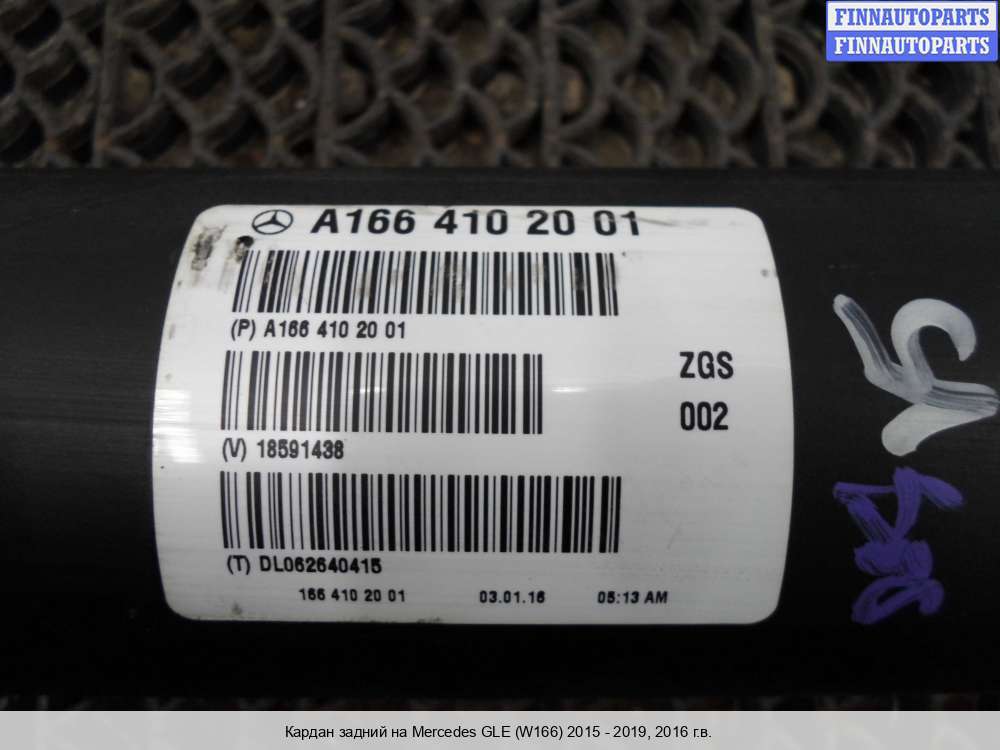 FINNAUTOPARTS
FINNAUTOPARTS
A166 410 20 01
(P) A166 410 20 01
ZGS
002
(V) 18591438
(T) DL062640415
166 410 20 01 03.01.16 05:13 AM
Кардан задний на Mercedes GLE (W166) 2015 - 2019, 2016 г.в.